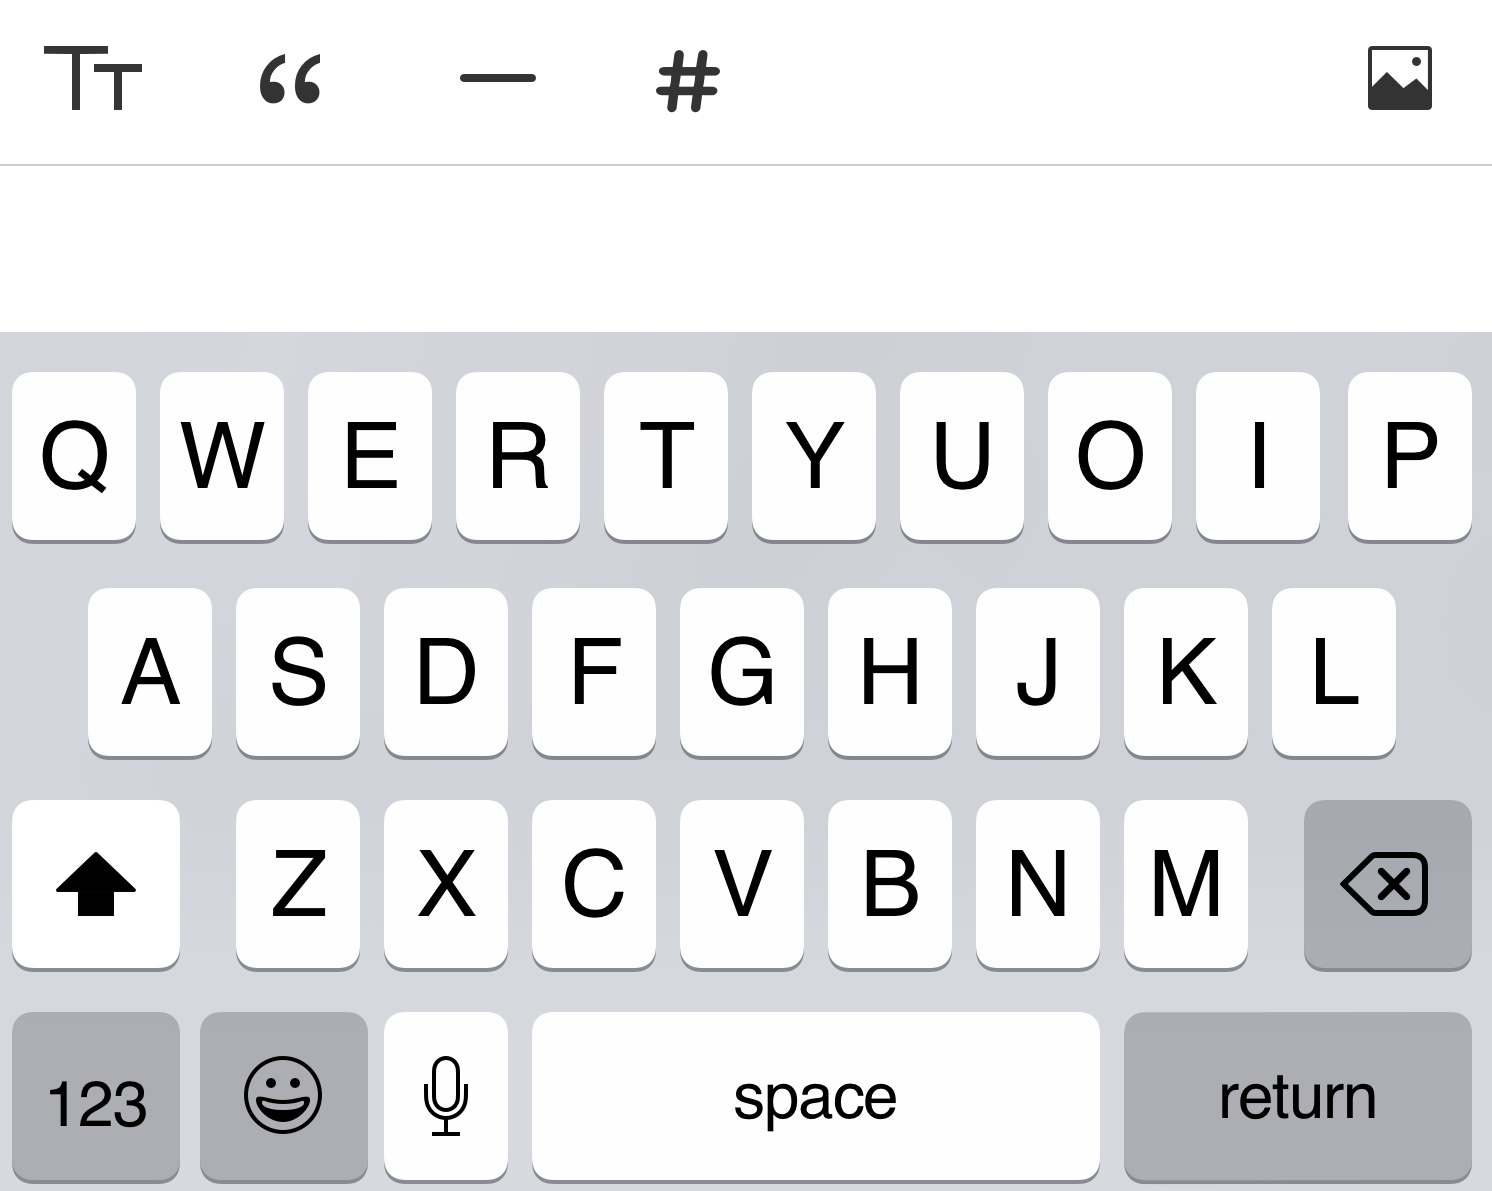 TT “ — #
Q W E R T Y U O I P
A S D F G H J K L
Z X C V B N M
123 space return